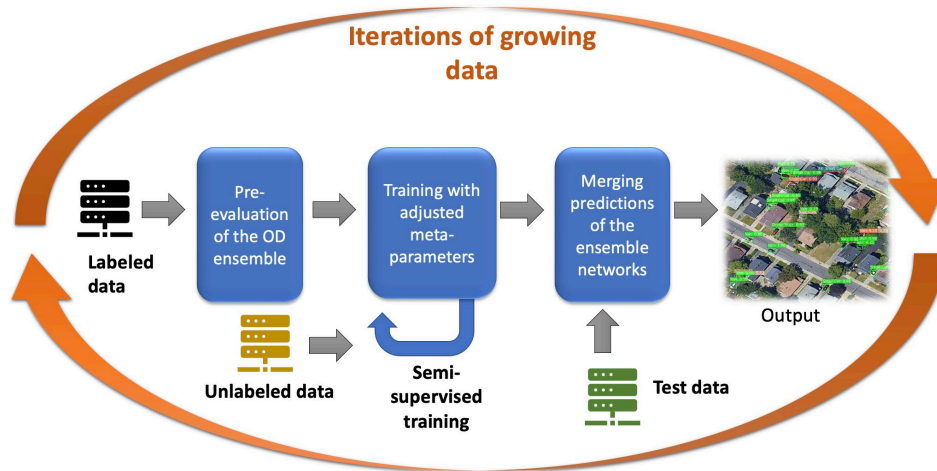 Iterations of growing
data
Pre-
evaluation
of the OD
ensemble
Training with
adjusted
meta-
parameters
Merging
predictions
of the
ensemble
networks
Labeled
data
Output
Unlabeled data
Semi-
supervised
training
Test data